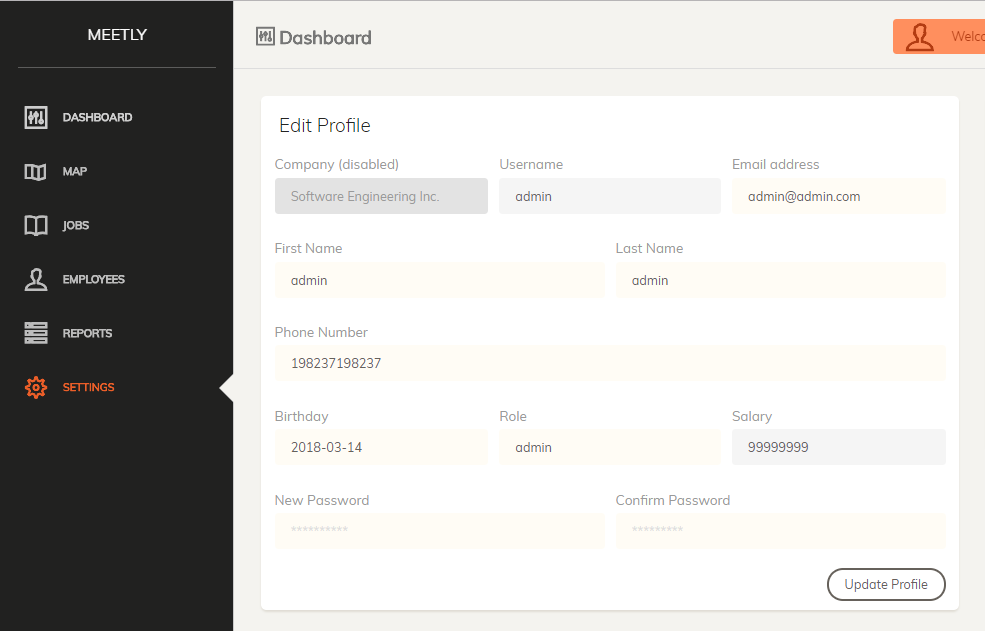 MEETLY
DASHBOARD
MAP
JOBS
EMPLOYEES
REPORTS
SETTINGS
Dashboard
Welco
Edit Profile
Company (disabled) Username Email address
Software Engineering Inc. admin admin@admin.com
First Name Last Name
admin admin
Phone Number
198237198237
Birthday Role Salary
2018-03-14 admin 99999999
New Password Confirm Password
********** *********
Update Profile